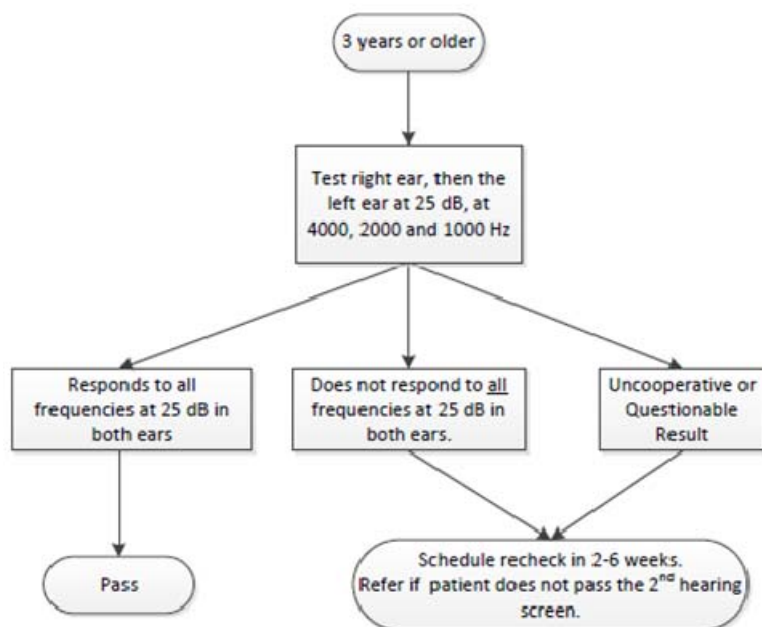 3 years or older
Test right ear, then the
left ear at 25 dB, at
4000, 2000 and 1000 Hz
Responds to all
frequencies at 25 dB in
both ears
Does not respond to all
frequencies at 25 dB in
both ears.
Uncooperative or
Questionable
Result
Pass
Schedule recheck in 2-6 weeks.
Refer if patient does not pass the 2nd hearing
screen.